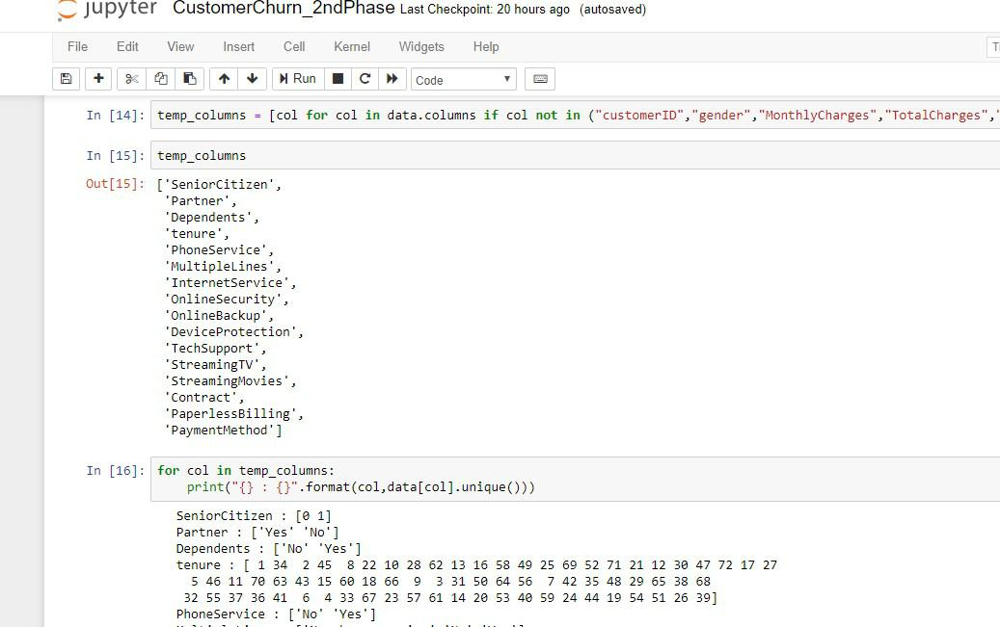 jupyter CustomerChurn_2ndPhase Last Checkpoint: 20 hours ago (autosaved)
File Edit View Insert Cell Kernel Widgets Help
Run Code
In [14]: temp_columns = [col for col in data.columns if col not in ("customerID","gender","MonthlyCharges","TotalCharges","
In [15]: temp_columns
Out[15]: ['SeniorCitizen',
'Partner',
'Dependents',
'tenure',
'PhoneService',
'MultipleLines',
'InternetService',
'OnlineSecurity',
'OnlineBackup',
'DeviceProtection',
'TechSupport',
'StreamingTV',
'StreamingMovies',
'Contract',
'PaperlessBilling',
'PaymentMethod']
In [16]: for col in temp_columns:
print("{} : {}".format(col,data[col].unique()))
SeniorCitizen : [0 1]
Partner : ['Yes' 'No']
Dependents : ['No' 'Yes']
tenure : [ 1 34 2 45 8 22 10 28 62 13 16 58 49 25 69 52 71 21 12 30 47 72 17 27
5 46 11 70 63 43 15 60 18 66 9 3 31 50 64 56 7 42 35 48 29 65 38 68
32 55 37 36 41 6 4 33 67 23 57 61 14 20 53 40 59 24 44 19 54 51 26 39]
PhoneService : ['No' 'Yes']